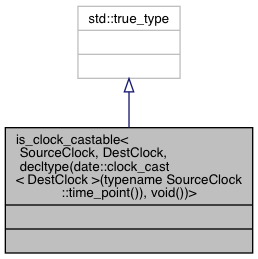 std::true_type
is_clock_castable<
SourceClock, DestClock,
decltype(date::clock_cast
< DestClock >(typename SourceClock
::time_point()), void())>